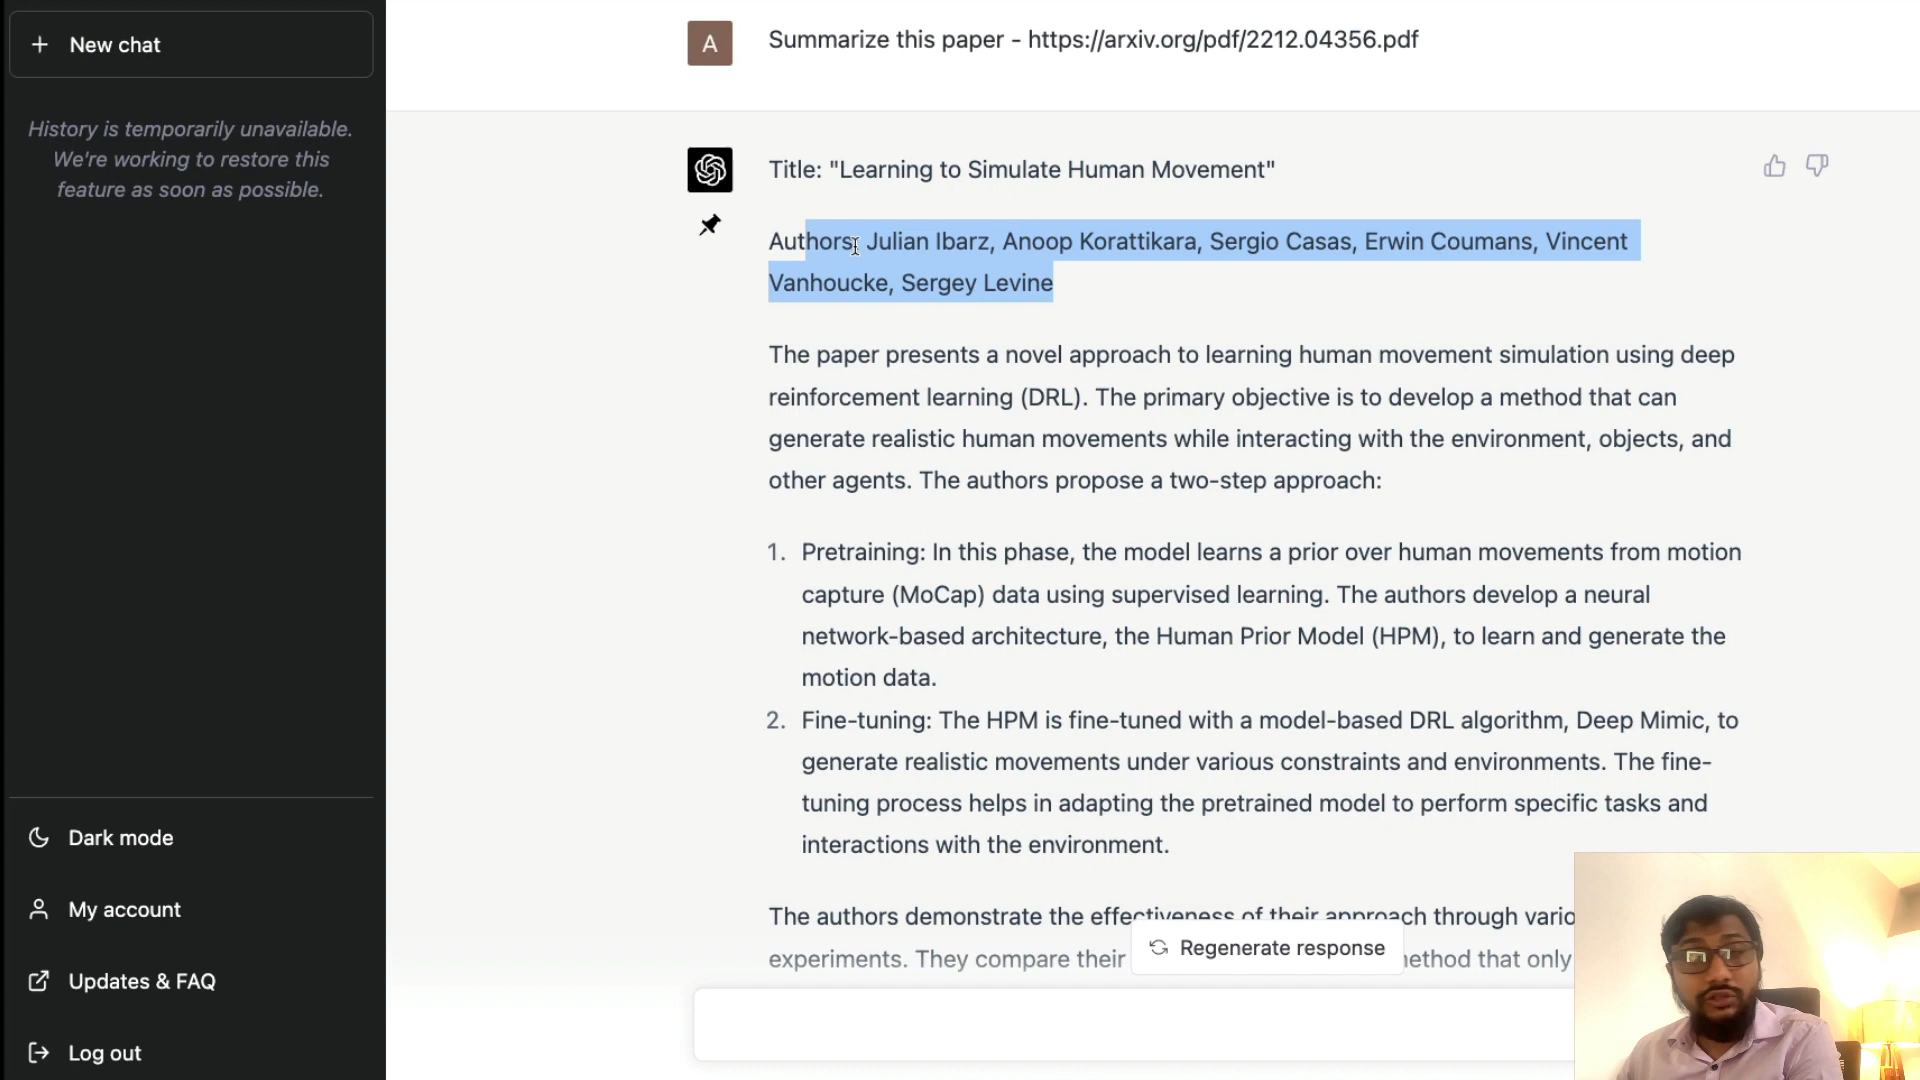 New chat
History is temporarily unavailable.
We're working to restore this
feature as soon as possible.
Dark mode
My account
Updates & FAQ
Log out
A
Summarize this paper - https://arxiv.org/pdf/2212.04356.pdf
Title: "Learning to Simulate Human Movement"
Authors: Julian Ibarz, Anoop Korattikara, Sergio Casas, Erwin Coumans, Vincent
Vanhoucke, Sergey Levine
The paper presents a novel approach to learning human movement simulation using deep
reinforcement learning (DRL). The primary objective is to develop a method that can
generate realistic human movements while interacting with the environment, objects, and
other agents. The authors propose a two-step approach:
1. Pretraining: In this phase, the model learns a prior over human movements from motion
capture (MoCap) data using supervised learning. The authors develop a neural
network-based architecture, the Human Prior Model (HPM), to learn and generate the
motion data.
2. Fine-tuning: The HPM is fine-tuned with a model-based DRL algorithm, Deep Mimic, to
generate realistic movements under various constraints and environments. The fine-
tuning process helps in adapting the pretrained model to perform specific tasks and
interactions with the environment.
The authors demonstrate the effectiveness of their approach through
experiments. They compare their that only
Regenerate response